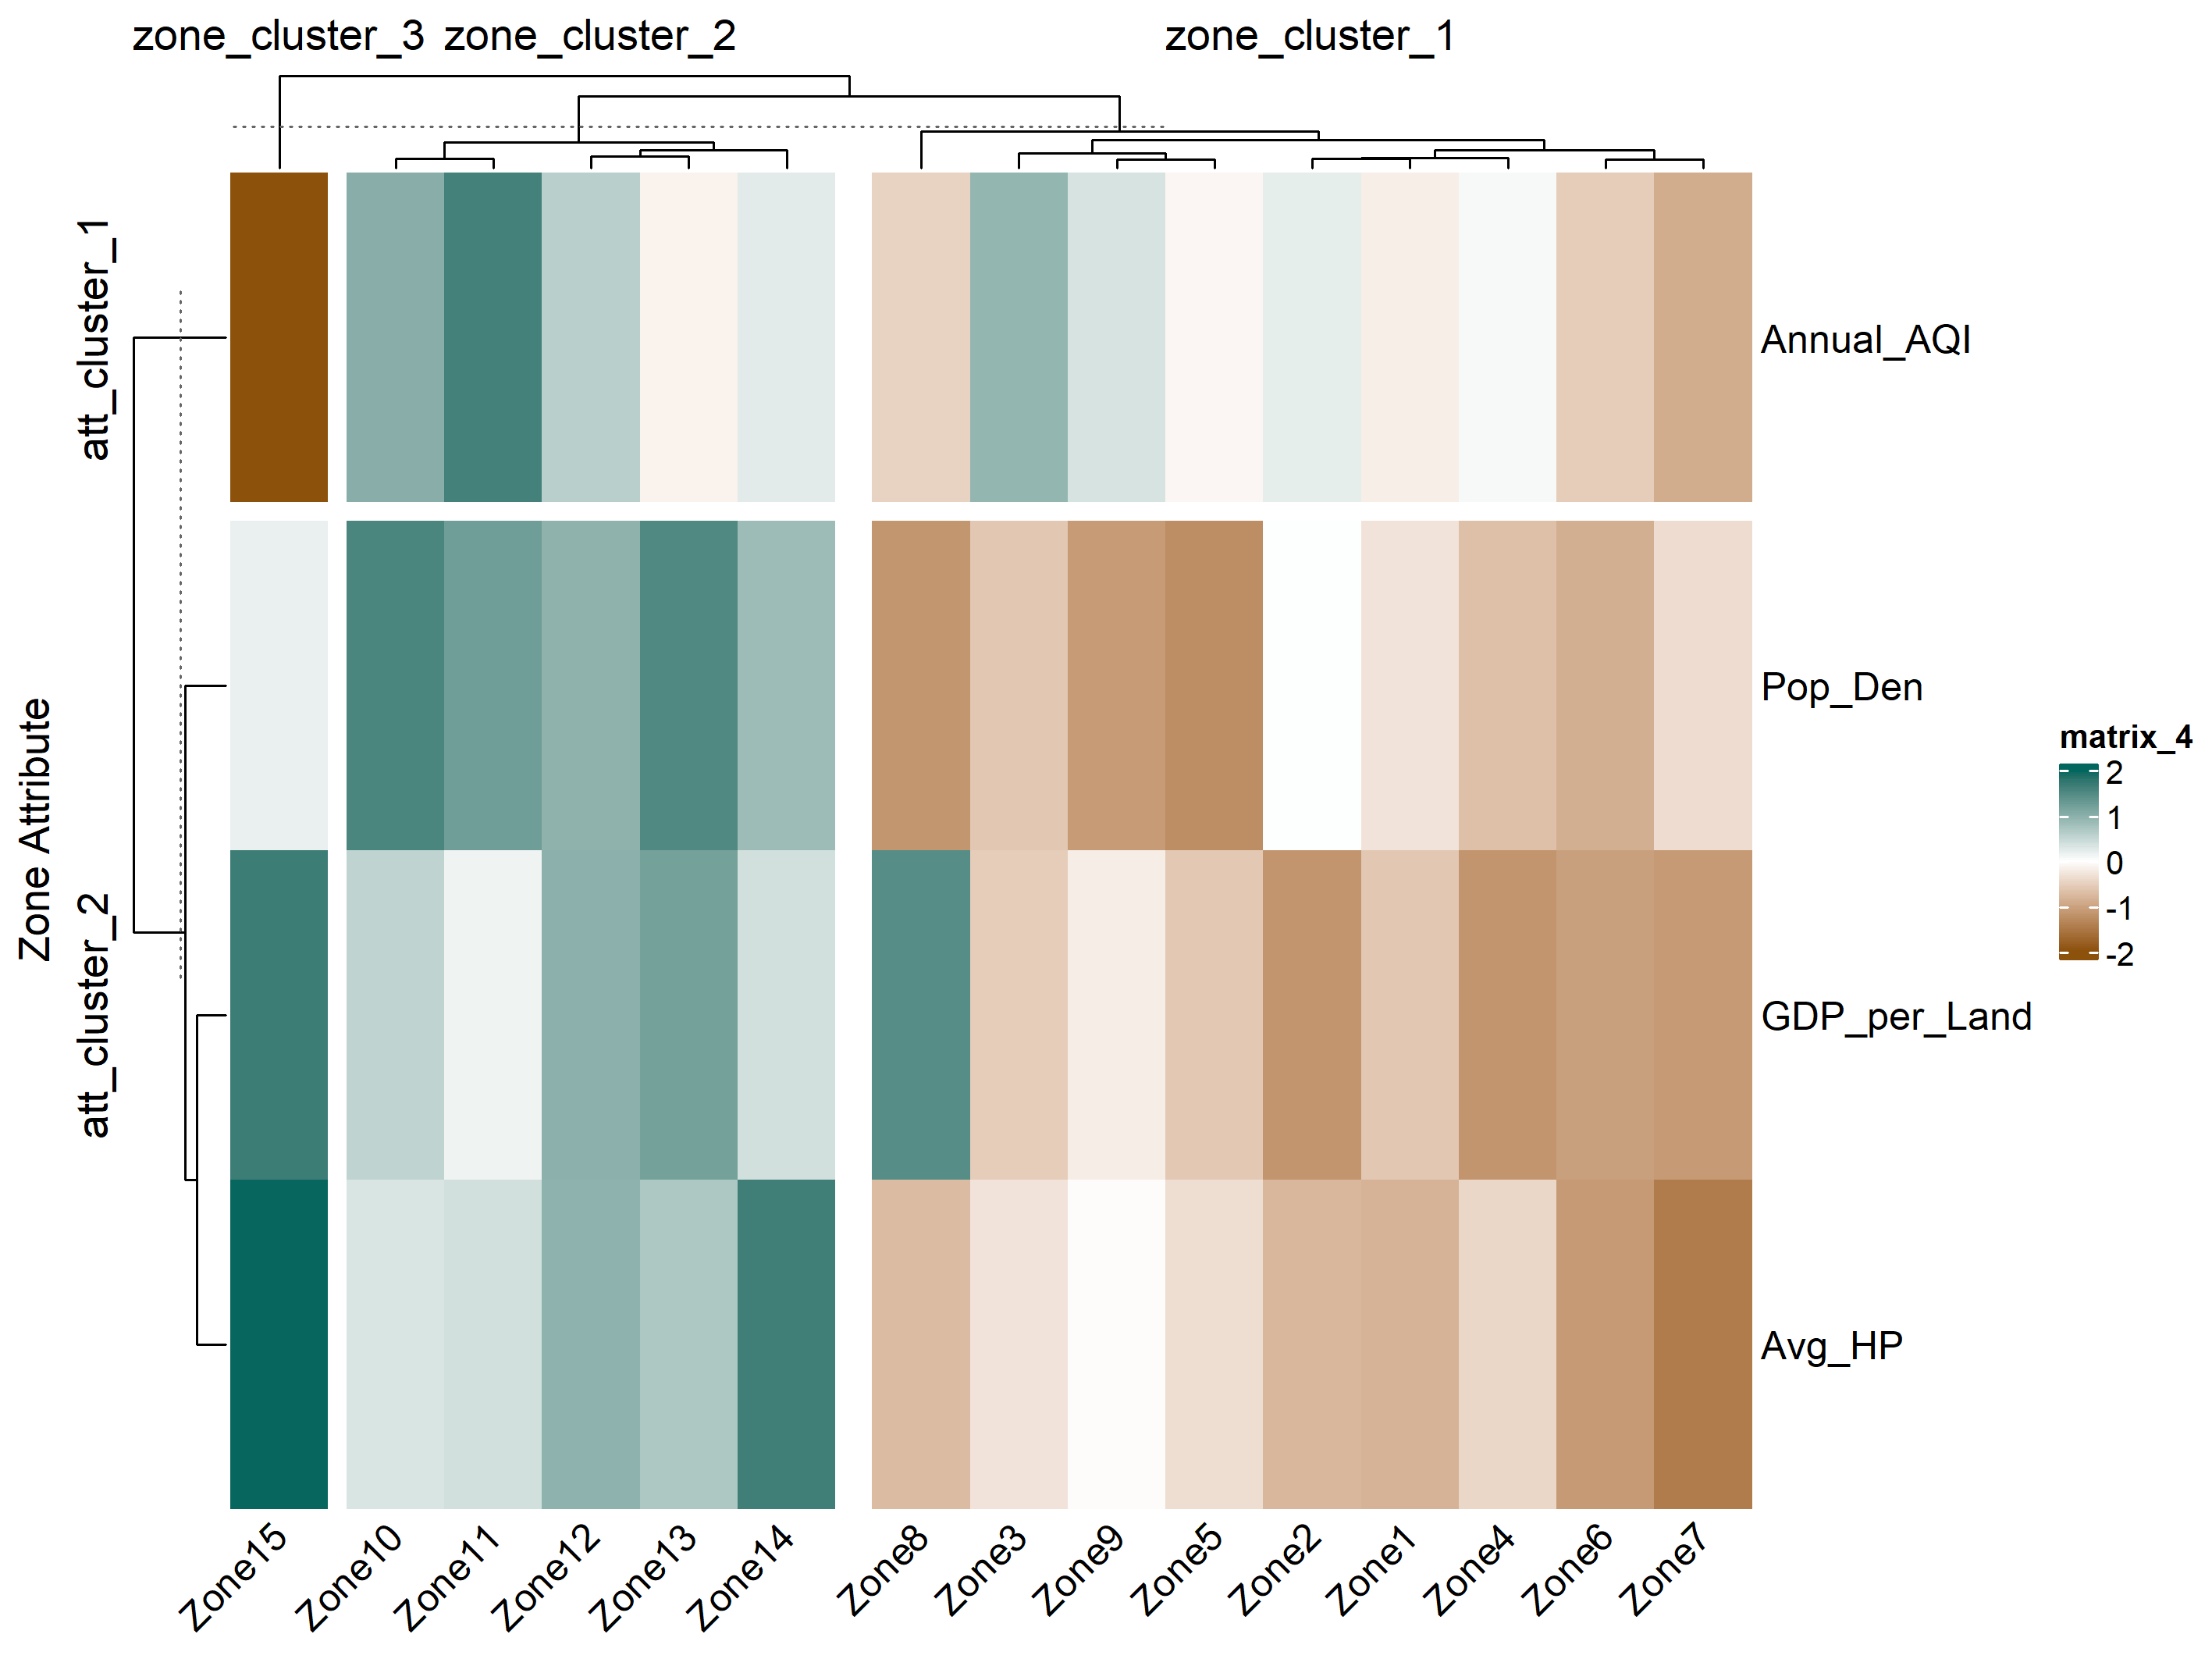 zone_cluster_3 zone_cluster_2 zone_cluster_1
att_cluster_1
Annual_AQI
Pop_Den
Zone Attribute
att_cluster_2
GDP_per_Land
Avg_HP
matrix_4
2
1
0
-1
-2
Zone15 Zone10 Zone11 Zone12 Zone13 Zone14 Zone8 Zone3 Zone9 Zone5 Zone2 Zone1 Zone4 Zone6 Zone7